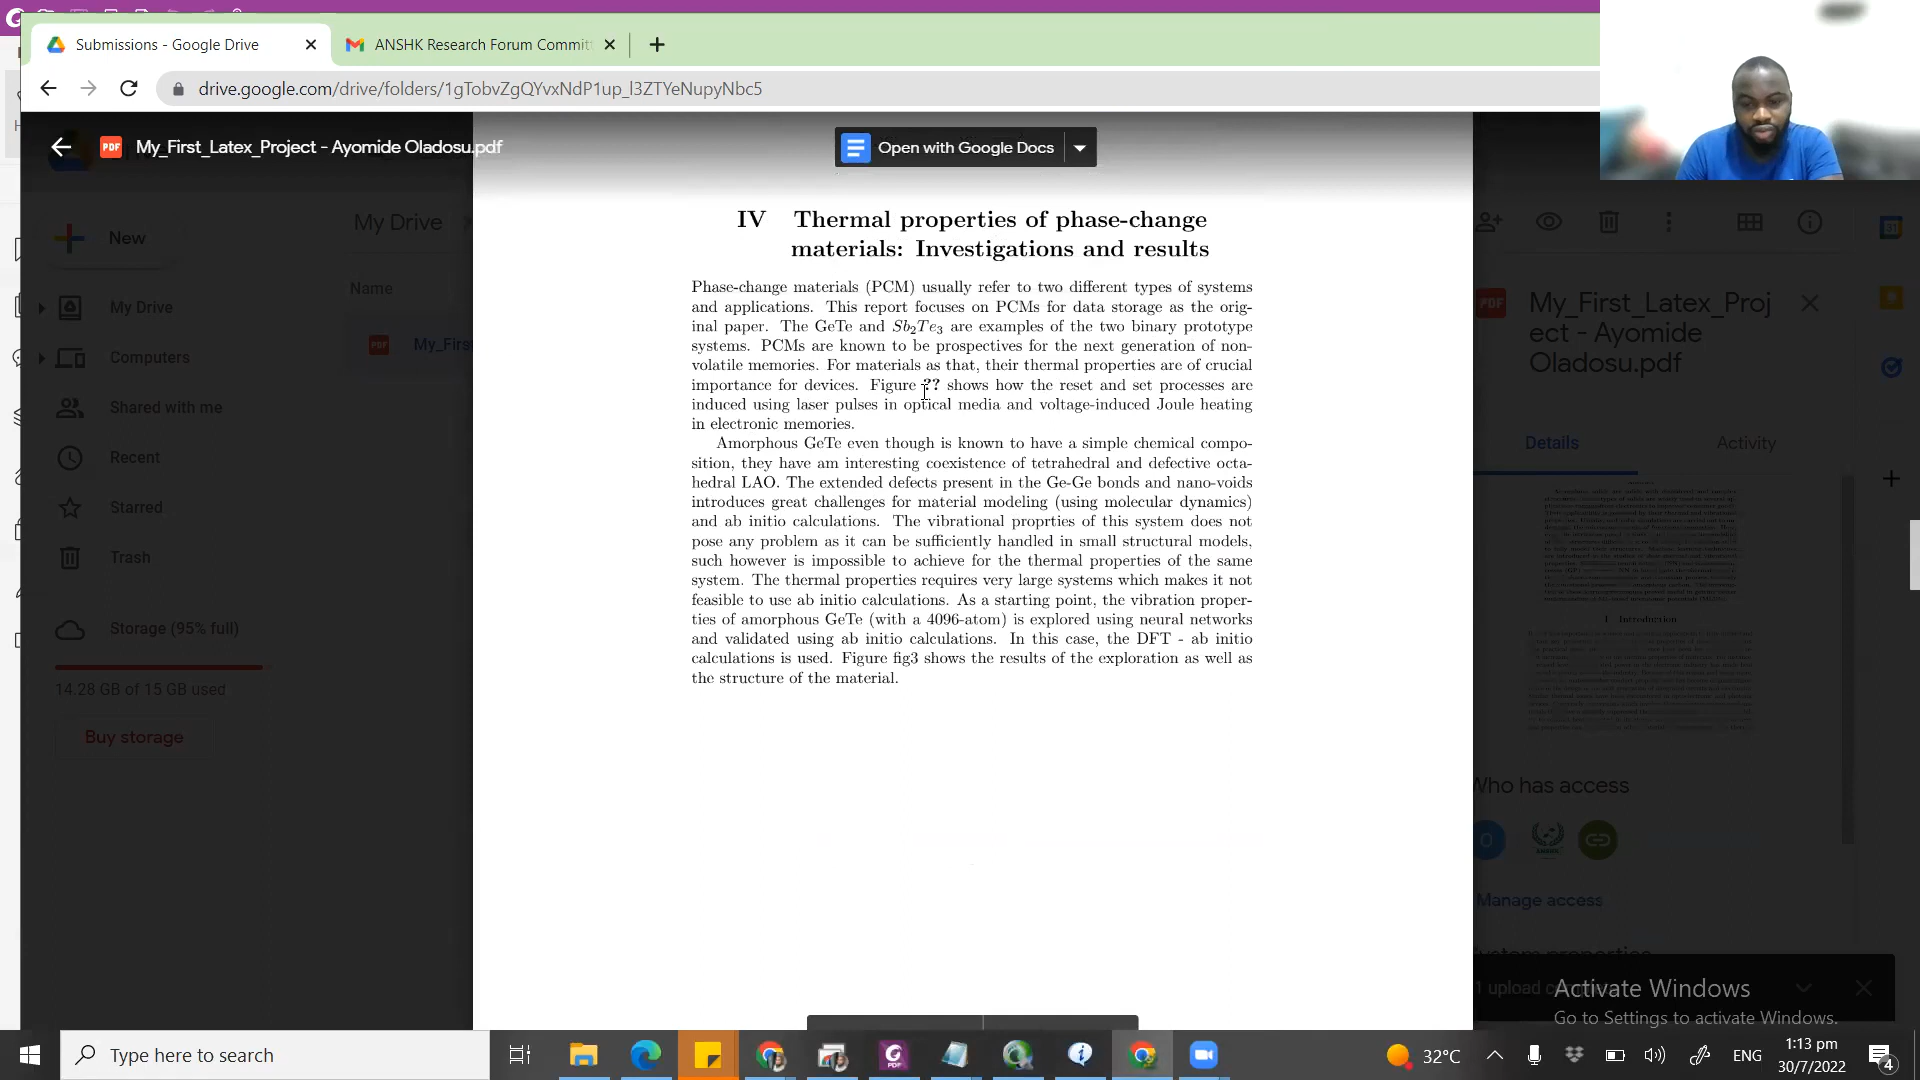 Submissions - Google Drive
ANSHK Research Forum Committ
drive.google.com/drive/folders/1gTobvZgQYvxNdP1up_l3ZTYeNupyNbc5
PDF My_First_Latex_Project - Ayomide Oladosu.pdf
Open with Google Docs
New
My Drive
Name
My Drive
Computers
Shared with me
Recent
Starred
Trash
Storage (95% full)
14.28 GB of 15 GB used
Buy storage
PDF My_Firs
IV Thermal properties of phase-change
materials: Investigations and results
Phase-change materials (PCM) usually refer to two different types of systems
and applications. This report focuses on PCMs for data storage as the orig-
inal paper. The GeTe and Sb₂Te₃ are examples of the two binary prototype
systems. PCMs are known to be prospectives for the next generation of non-
volatile memories. For materials as that, their thermal properties are of crucial
importance for devices. Figure ?? shows how the reset and set processes are
induced using laser pulses in optical media and voltage-induced Joule heating
in electronic memories.
Amorphous GeTe even though is known to have a simple chemical compo-
sition, they have am interesting coexistence of tetrahedral and defective octa-
hedral LAO. The extended defects present in the Ge-Ge bonds and nano-voids
introduces great challenges for material modeling (using molecular dynamics)
and ab initio calculations. The vibrational proprties of this system does not
pose any problem as it can be sufficiently handled in small structural models,
such however is impossible to achieve for the thermal properties of the same
system. The thermal properties requires very large systems which makes it not
feasible to use ab initio calculations. As a starting point, the vibration proper-
ties of amorphous GeTe (with a 4096-atom) is explored using neural networks
and validated using ab initio calculations. In this case, the DFT - ab initio
calculations is used. Figure fig3 shows the results of the exploration as well as
the structure of the material.
PDF My_First_Latex_Proj
ect - Ayomide
Oladosu.pdf
Details
Activity
I Introduction
Who has access
Manage access
System properties
1 upload
Activate Windows
Go to Settings to activate Windows.
Type here to search
PDF
32°C
ENG
1:13 pm
30/7/2022
4